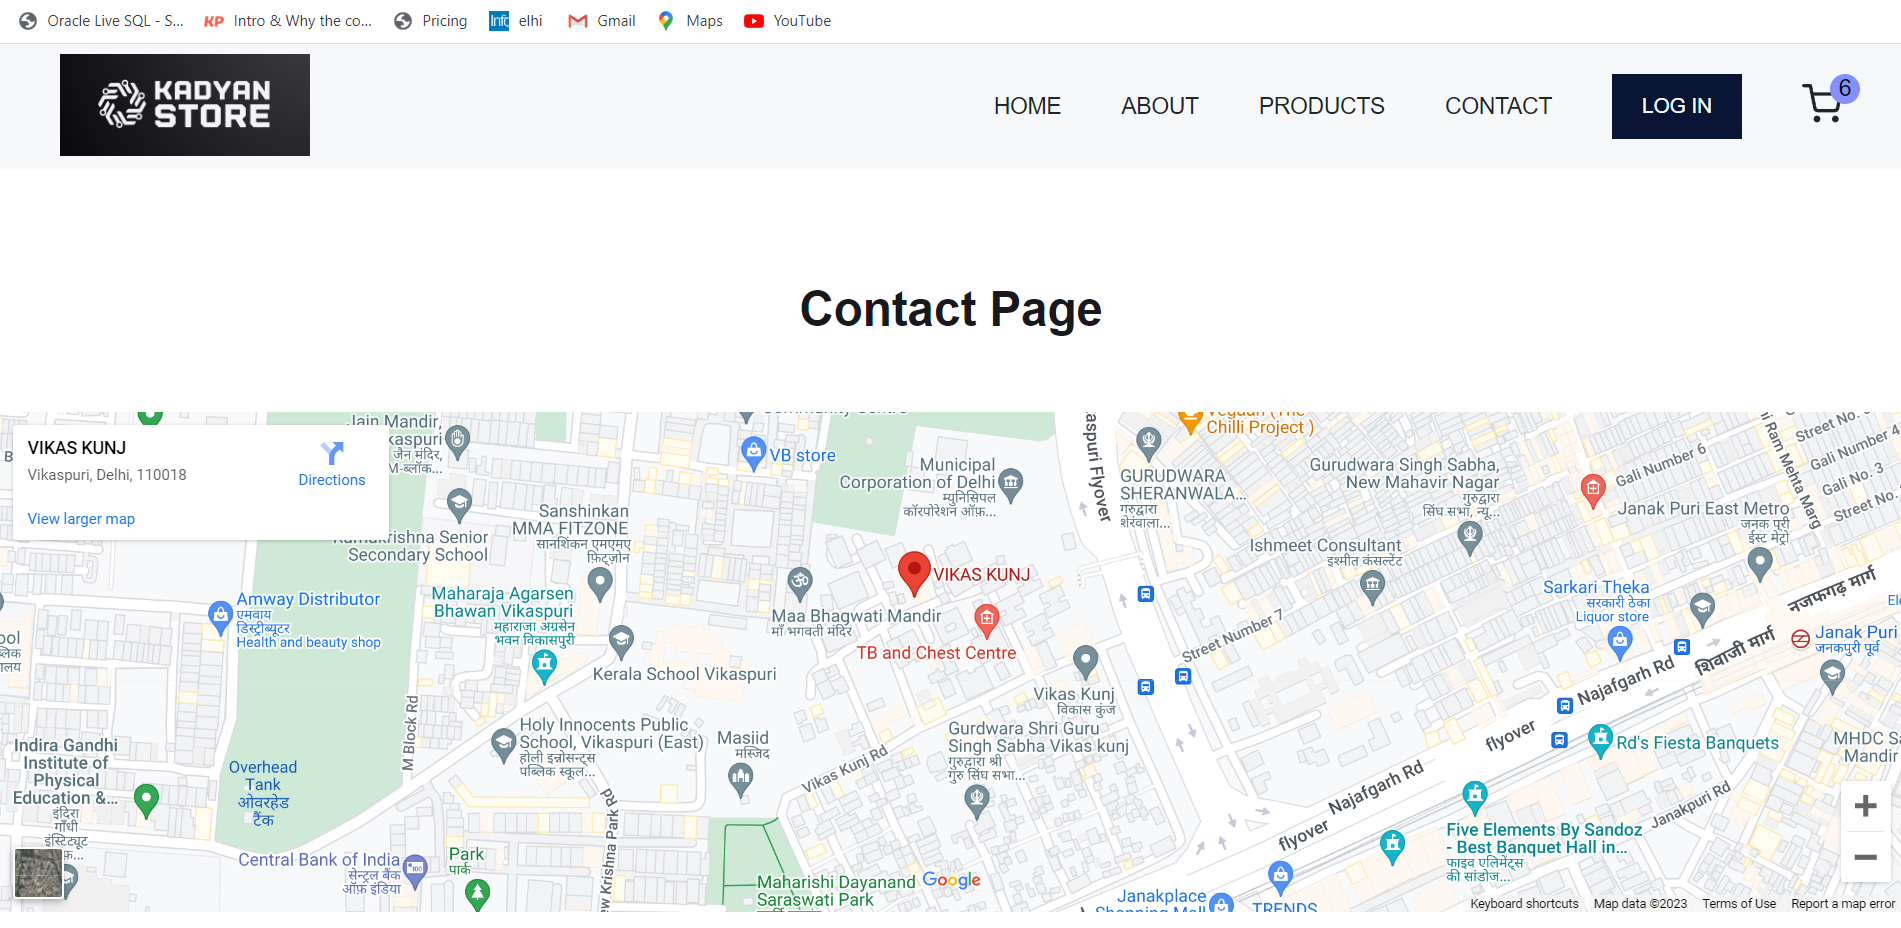 Oracle Live SQL - S...
Intro & Why the co...
Pricing
Info
elhi
Gmail
Maps
YouTube
KADYAN
STORE
HOME
ABOUT
PRODUCTS
CONTACT
LOG IN
6
Contact Page
VIKAS KUNJ
Vikaspuri, Delhi, 110018
Directions
View larger map
Jain Mandir,
kaspuri
जैन मंदिर,
M-ब्लॉक...
VB store
Municipal
Corporation of Delhi
म्युनिसिपल
कॉरपोरेशन ऑफ़...
aspuri Flyover
Chilli Project )
GURUDWARA
SHERANWALA...
गुरुद्वारा
शेरांवाला...
Gurudwara Singh Sabha,
New Mahavir Nagar
गुरुद्वारा
सिंघ सभा, न्यू...
Gali Number 6
i Ram Mehta Marg
Street No.
Gali Number 4
Gali No. 3
Street No.
Janak Puri East Metro
जनक पूरी
ईस्ट मेट्रो
Sanshinkan
MMA FITZONE
सानशिंकन एमएमए
फ़िट्ज़ोन
Ramakrishna Senior
Secondary School
VIKAS KUNJ
Ishmeet Consultant
इश्मीत कंसल्टेंट
Sarkari Theka
सरकारी ठेका
Liquor store
नजफगढ़ मार्ग
Amway Distributor
एमवाय
डिस्ट्रीब्यूटर
Health and beauty shop
Maharaja Agarsen
Bhawan Vikaspuri
महाराजा अग्रसेन
भवन विकासपुरी
Maa Bhagwati Mandir
माँ भगवती मंदिर
TB and Chest Centre
Street Number 7
शिवाजी मार्ग
Janak Puri
जनकपुरी पूर्व
Kerala School Vikaspuri
Vikas Kunj
विकास कुंज
Najafgarh Rd
M Block Rd
Holy Innocents Public
School, Vikaspuri (East)
होली इन्नोसन्ट्स
पब्लिक स्कूल...
Masjid
मस्जिद
Gurdwara Shri Guru
Singh Sabha Vikas kunj
गुरुद्वारा श्री
गुरु सिंघ सभा...
flyover
Rd's Fiesta Banquets
MHDC Sa
Mandir
Indira Gandhi
Institute of
Physical
Education &...
इंदिरा
गाँधी
इंस्टिट्यूट
Overhead
Tank
ओवरहेड
टैंक
Vikas Kunj Rd
Najafgarh Rd
flyover
Janakpuri Rd
Five Elements By Sandoz
- Best Banquet Hall in...
फाइव एलिमेंट्स
की सांडोज...
Central Bank of India
सेन्ट्रल बैंक
ऑफ़ इंडिया
Park
पार्क
ew Krishna Park Rd
Maharishi Dayanand
Saraswati Park
Google
Janakplace
Shopping Mall
TRENDS
Keyboard shortcuts
Map data ©2023
Terms of Use
Report a map error